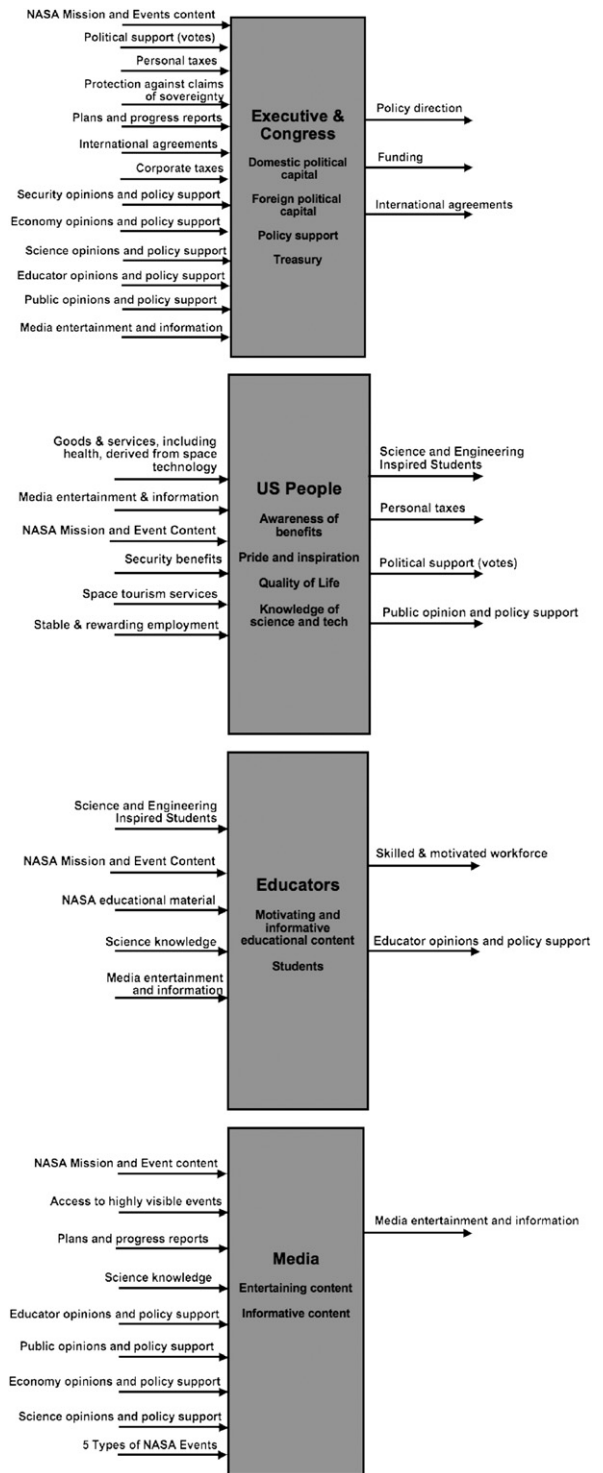 NASA Mission and Events content
Political support (votes)
Personal taxes
Protection against claims
of sovereignty
Plans and progress reports
International agreements
Corporate taxes
Security opinions and policy support
Economy opinions and policy support
Science opinions and policy support
Educator opinions and policy support
Public opinions and policy support
Media entertainment and information
Executive &
Congress
Domestic political
capital
Foreign political
capital
Policy support
Treasury
Policy direction
Funding
International agreements
Goods & services, including
health, derived from space
technology
Media entertainment & information
NASA Mission and Event Content
Security benefits
Space tourism services
Stable & rewarding employment
US People
Awareness of
benefits
Pride and inspiration
Quality of Life
Knowledge of
science and tech
Science and Engineering
Inspired Students
Personal taxes
Political support (votes)
Public opinion and policy support
Science and Engineering
Inspired Students
NASA Mission and Event Content
NASA educational material
Science knowledge
Media entertainment
and information
Educators
Motivating and
informative
educational content
Students
Skilled & motivated workforce
Educator opinions and policy support
NASA Mission and Event content
Access to highly visible events
Plans and progress reports
Science knowledge
Educator opinions and policy support
Public opinions and policy support
Economy opinions and policy support
Science opinions and policy support
5 Types of NASA Events
Media
Entertaining content
Informative content
Media entertainment and information